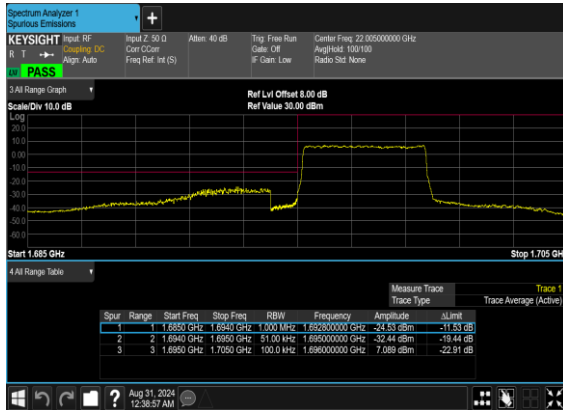 Spectrum Analyzer 1
Spurious Emissions
+
KEYSIGHT Input: RF Input Z: 50 Ω Atten: 40 dB Trig: Free Run Center Freq: 22.005000000 GHz
R T Coupling: DC Corr CCorr Gate: Off Avg|Hold: 100/100
Align: Auto Freq Ref: Int (S) IF Gain: Low Radio Std: None
PASS
3 All Range Graph
Ref Lvl Offset 8.00 dB
Scale/Div 10.0 dB Ref Value 30.00 dBm
Log
20.0
10.0
0.00
-10.0
-20.0
-30.0
-40.0
-50.0
-60.0
Start 1.685 GHz Stop 1.705 GH
4 All Range Table
Measure Trace Trace 1
Trace Type Trace Average (Active)
Spur Range Start Freq Stop Freq RBW Frequency Amplitude ΔLimit
1 1 1.6850 GHz 1.6940 GHz 1.000 MHz 1.692800000 GHz -24.53 dBm -11.53 dB
2 2 1.6940 GHz 1.6950 GHz 51.00 kHz 1.695000000 GHz -32.44 dBm -19.44 dB
3 3 1.6950 GHz 1.7050 GHz 100.0 kHz 1.696000000 GHz 7.089 dBm -22.91 dB
? Aug 31, 2024
12:38:57 AM